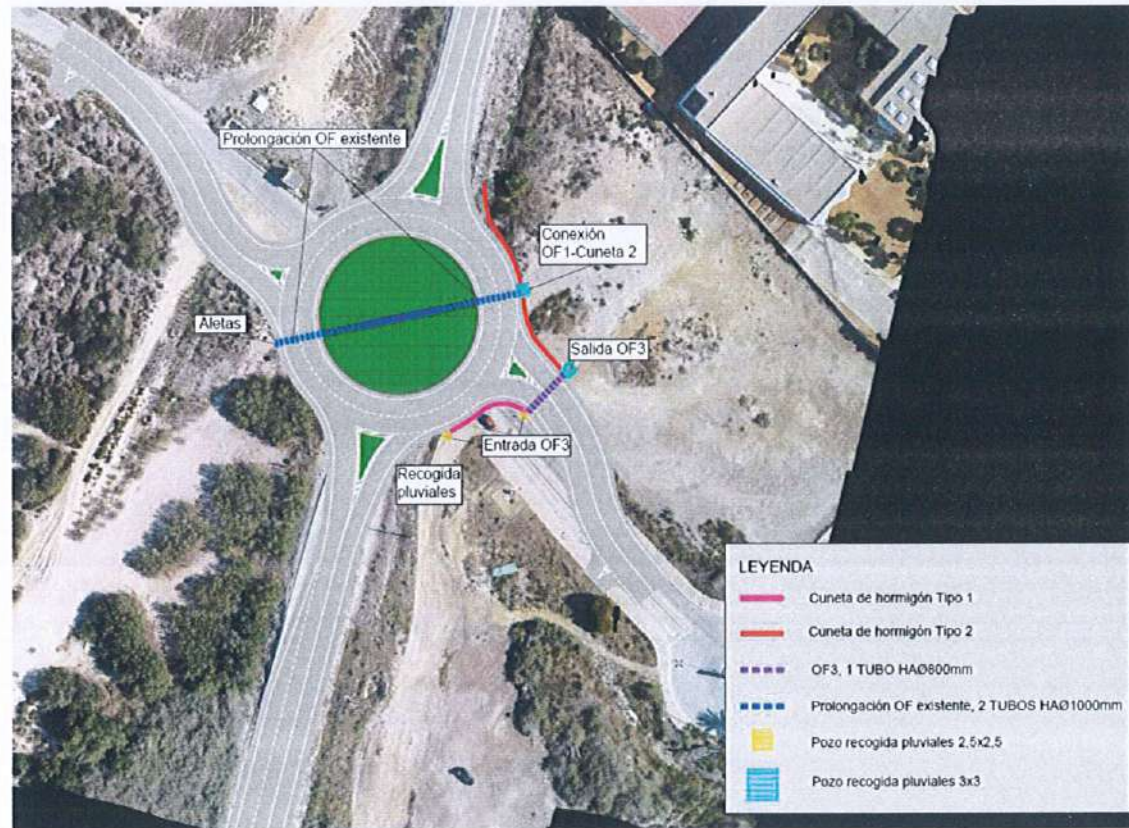 Prolongación OF existente
Conexión
OF1-Cuneta 2
Aletas
Salida OF3
Entrada OF3
Recogida
pluviales
LEYENDA
Cuneta de hormigón Tipo 1
Cuneta de hormigón Tipo 2
OF3, 1 TUBO HAØ800mm
Prolongación OF existente, 2 TUBOS HAØ1000mm
Pozo recogida pluviales 2,5x2,5
Pozo recogida pluviales 3x3